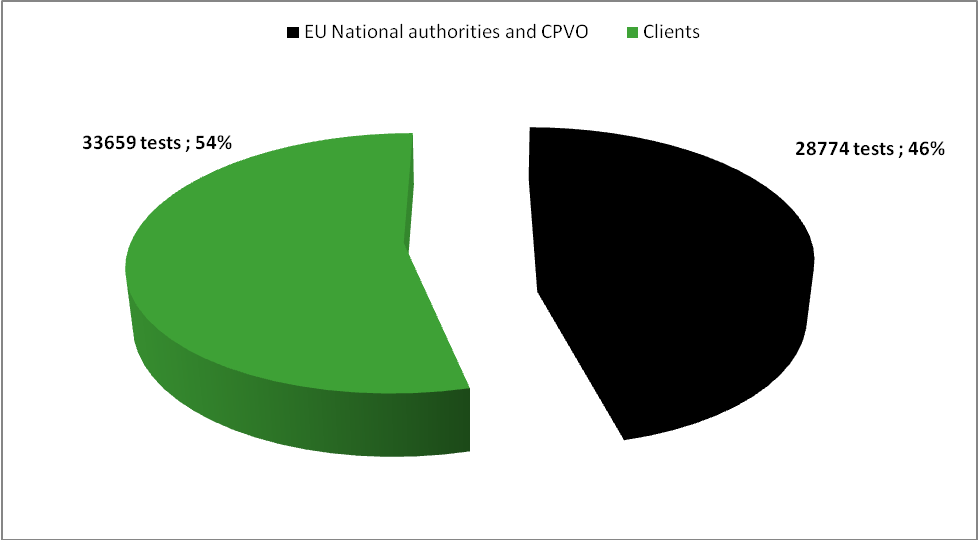 EU National authorities and CPVO Clients
33659 tests ; 54%
28774 tests ; 46%